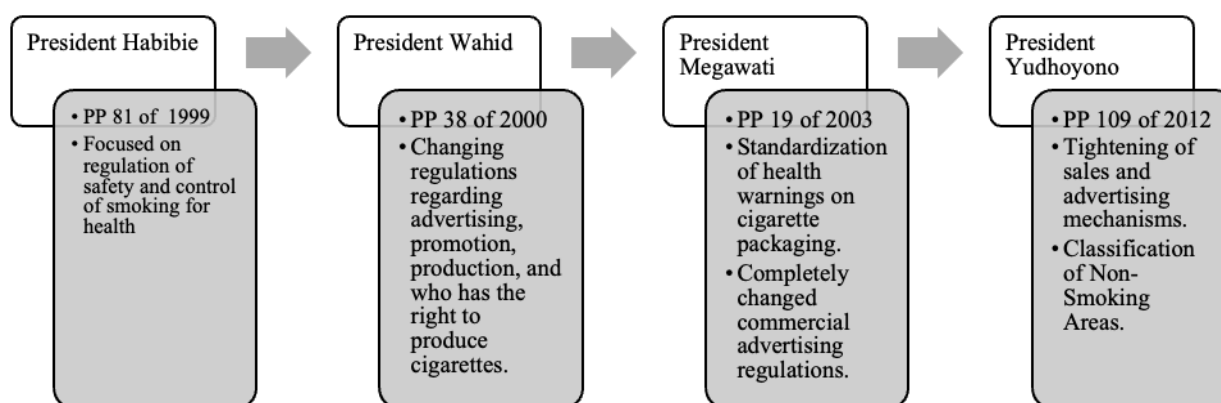 President Habibie
• PP 81 of 1999
• Focused on
regulation of
safety and control
of smoking for
health
President Wahid
• PP 38 of 2000
• Changing
regulations
regarding
advertising,
promotion,
production, and
who has the
right to
produce
cigarettes.
President
Megawati
• PP 19 of 2003
• Standardization
of health
warnings on
cigarette
packaging.
• Completely
changed
commercial
advertising
regulations.
President
Yudhoyono
• PP 109 of 2012
• Tightening of
sales and
advertising
mechanisms.
• Classification
of Non-
Smoking
Areas.